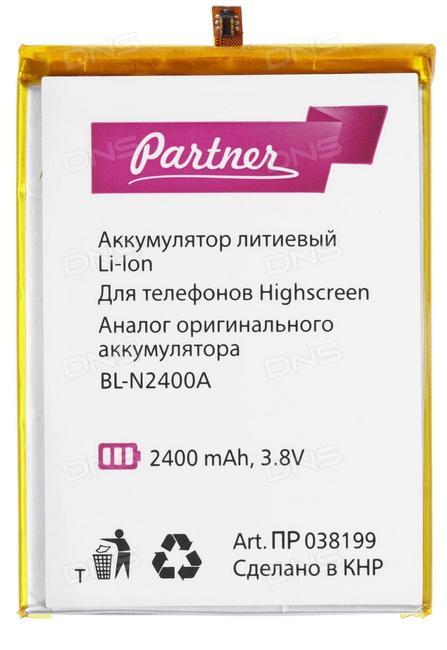 Partner
Аккумулятор литиевый
Li-Ion
Для телефонов Highscreen
Аналог оригинального
аккумулятора
BL-N2400A
2400 mAh, 3.8V
Art. ПР 038199
T
Сделано в КНР
DNS